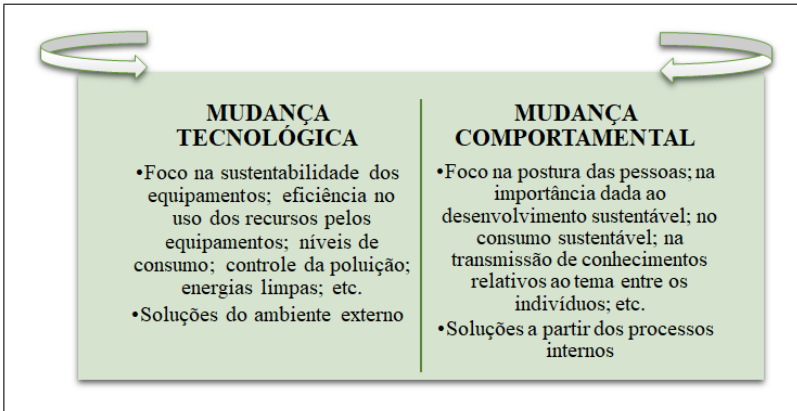 MUDANÇA
TECNOLÓGICA
•Foco na sustentabilidade dos
equipamentos; eficiência no
uso dos recursos pelos
equipamentos; níveis de
consumo; controle da poluição;
energias limpas; etc.
•Soluções do ambiente externo
MUDANÇA
COMPORTAMENTAL
•Foco na postura das pessoas; na
importância dada ao
desenvolvimento sustentável; no
consumo sustentável; na
transmissão de conhecimentos
relativos ao tema entre os
indivíduos; etc.
•Soluções a partir dos processos
internos